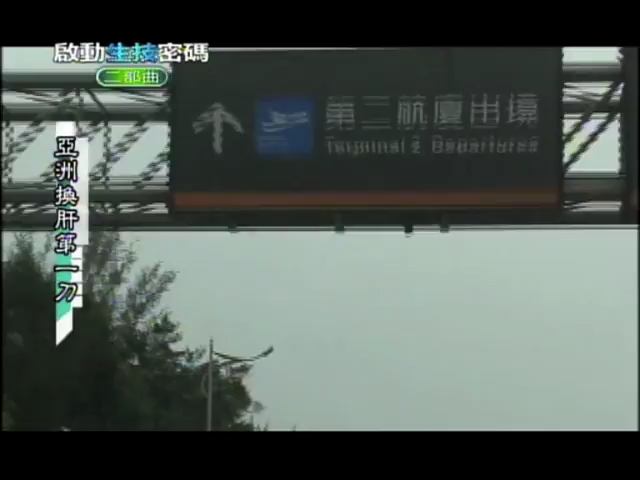 啟動生技密碼
二部曲
第二航廈出境
Terminal 2 Departures
亞洲換肝第一刀